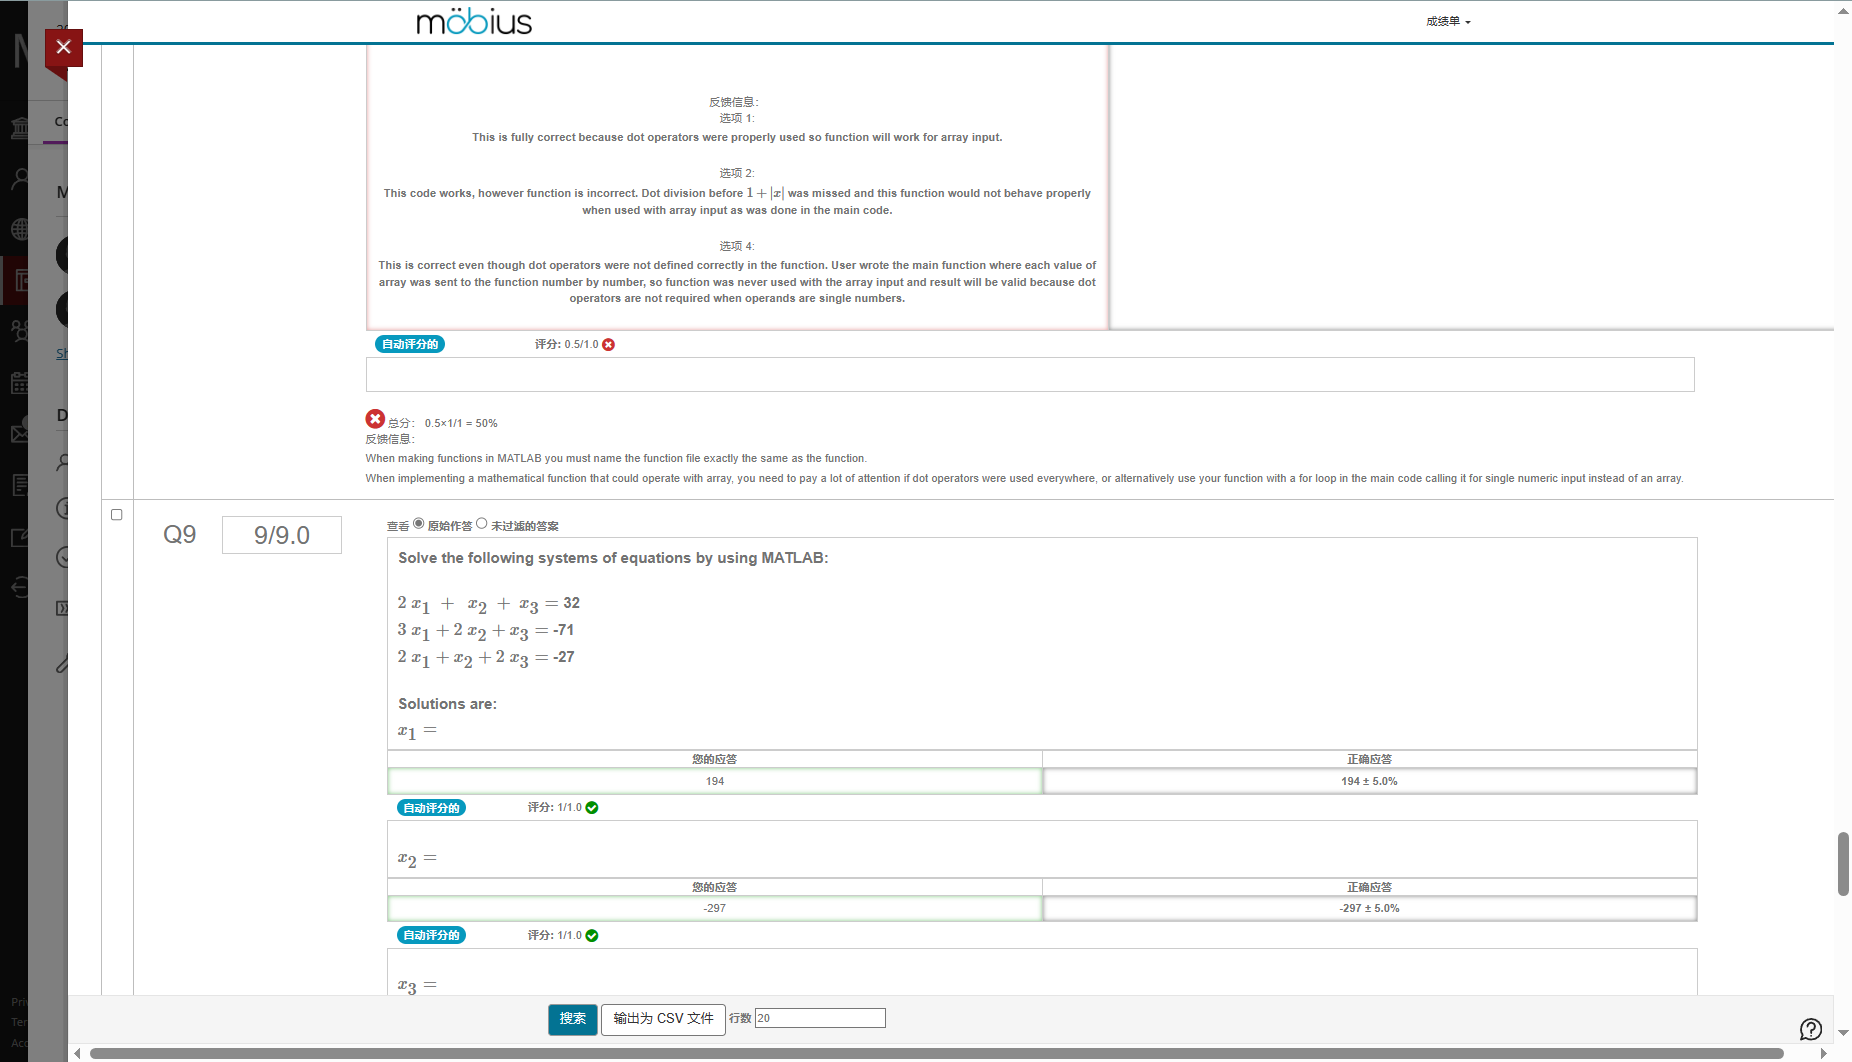 möbius
成绩单
反馈信息:
选项 1:
This is fully correct because dot operators were properly used so function will work for array input.
选项 2:
This code works, however function is incorrect. Dot division before 1 + |x| was missed and this function would not behave properly
when used with array input as was done in the main code.
选项 4:
This is correct even though dot operators were not defined correctly in the function. User wrote the main function where each value of
array was sent to the function number by number, so function was never used with the array input and result will be valid because dot
operators are not required when operands are single numbers.
自动评分的 评分: 0.5/1.0
总分: 0.5×1/1 = 50%
反馈信息:
When making functions in MATLAB you must name the function file exactly the same as the function.
When implementing a mathematical function that could operate with array, you need to pay a lot of attention if dot operators were used everywhere, or alternatively use your function with a for loop in the main code calling it for single numeric input instead of an array.
Q9 9/9.0
查看 原始作答 未过滤的答案
Solve the following systems of equations by using MATLAB:
2 x1 + x2 + x3 = 32
3 x1 + 2 x2 + x3 = -71
2 x1 + x2 + 2 x3 = -27
Solutions are:
x1 =
您的应答 正确应答
194 194 ± 5.0%
自动评分的 评分: 1/1.0
x2 =
您的应答 正确应答
-297 -297 ± 5.0%
自动评分的 评分: 1/1.0
x3 =
搜索 输出为 CSV 文件 行数 20